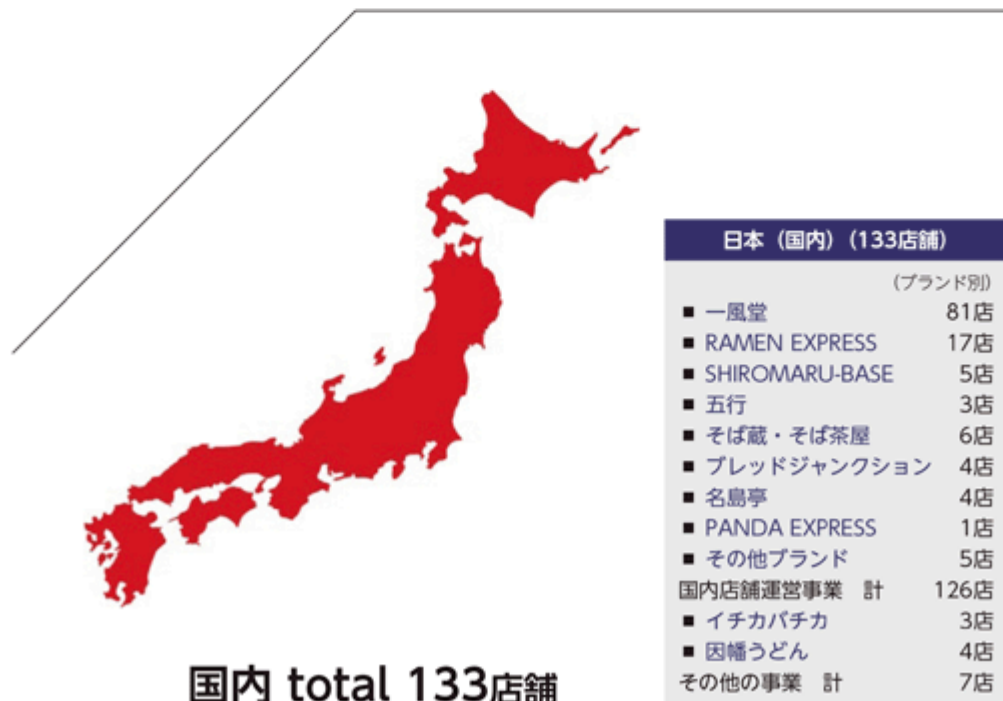 日本（国内）（133店舗）
（ブランド別）
■ 一風堂 81店
■ RAMEN EXPRESS 17店
■ SHIROMARU-BASE 5店
■ 五行 3店
■ そば蔵・そば茶屋 6店
■ ブレッドジャンクション 4店
■ 名島亭 4店
■ PANDA EXPRESS 1店
■ その他ブランド 5店
国内店舗運営事業　計 126店
■ イチカバチカ 3店
■ 因幡うどん 4店
その他の事業　計 7店
国内 total 133店舗